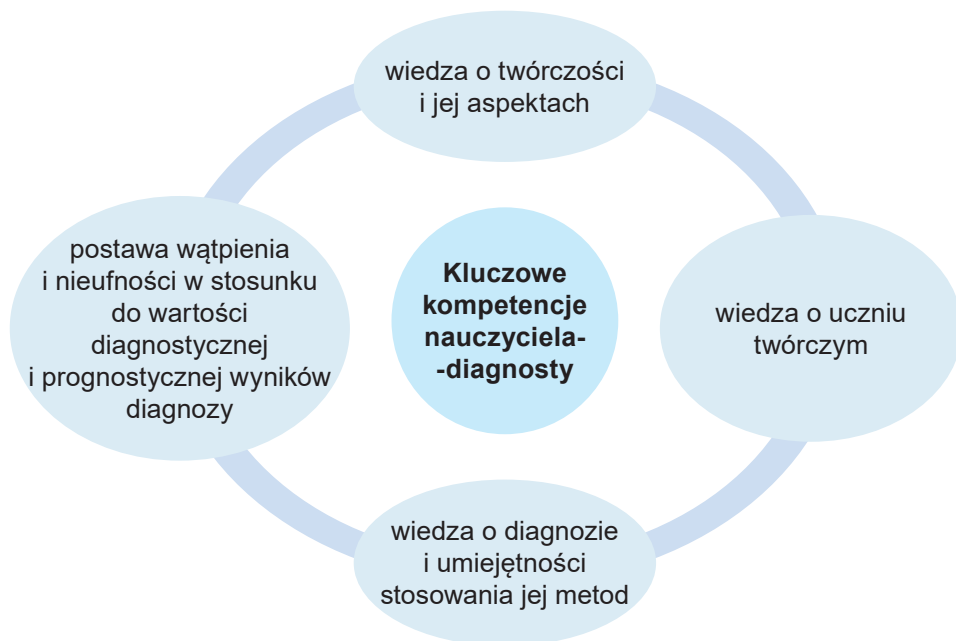 wiedza o twórczości
i jej aspektach
postawa wątpienia
i nieufności w stosunku
do wartości
diagnostycznej
i prognostycznej wyników
diagnozy
Kluczowe
kompetencje
nauczyciela-
-diagnosty
wiedza o uczniu
twórczym
wiedza o diagnozie
i umiejętności
stosowania jej metod